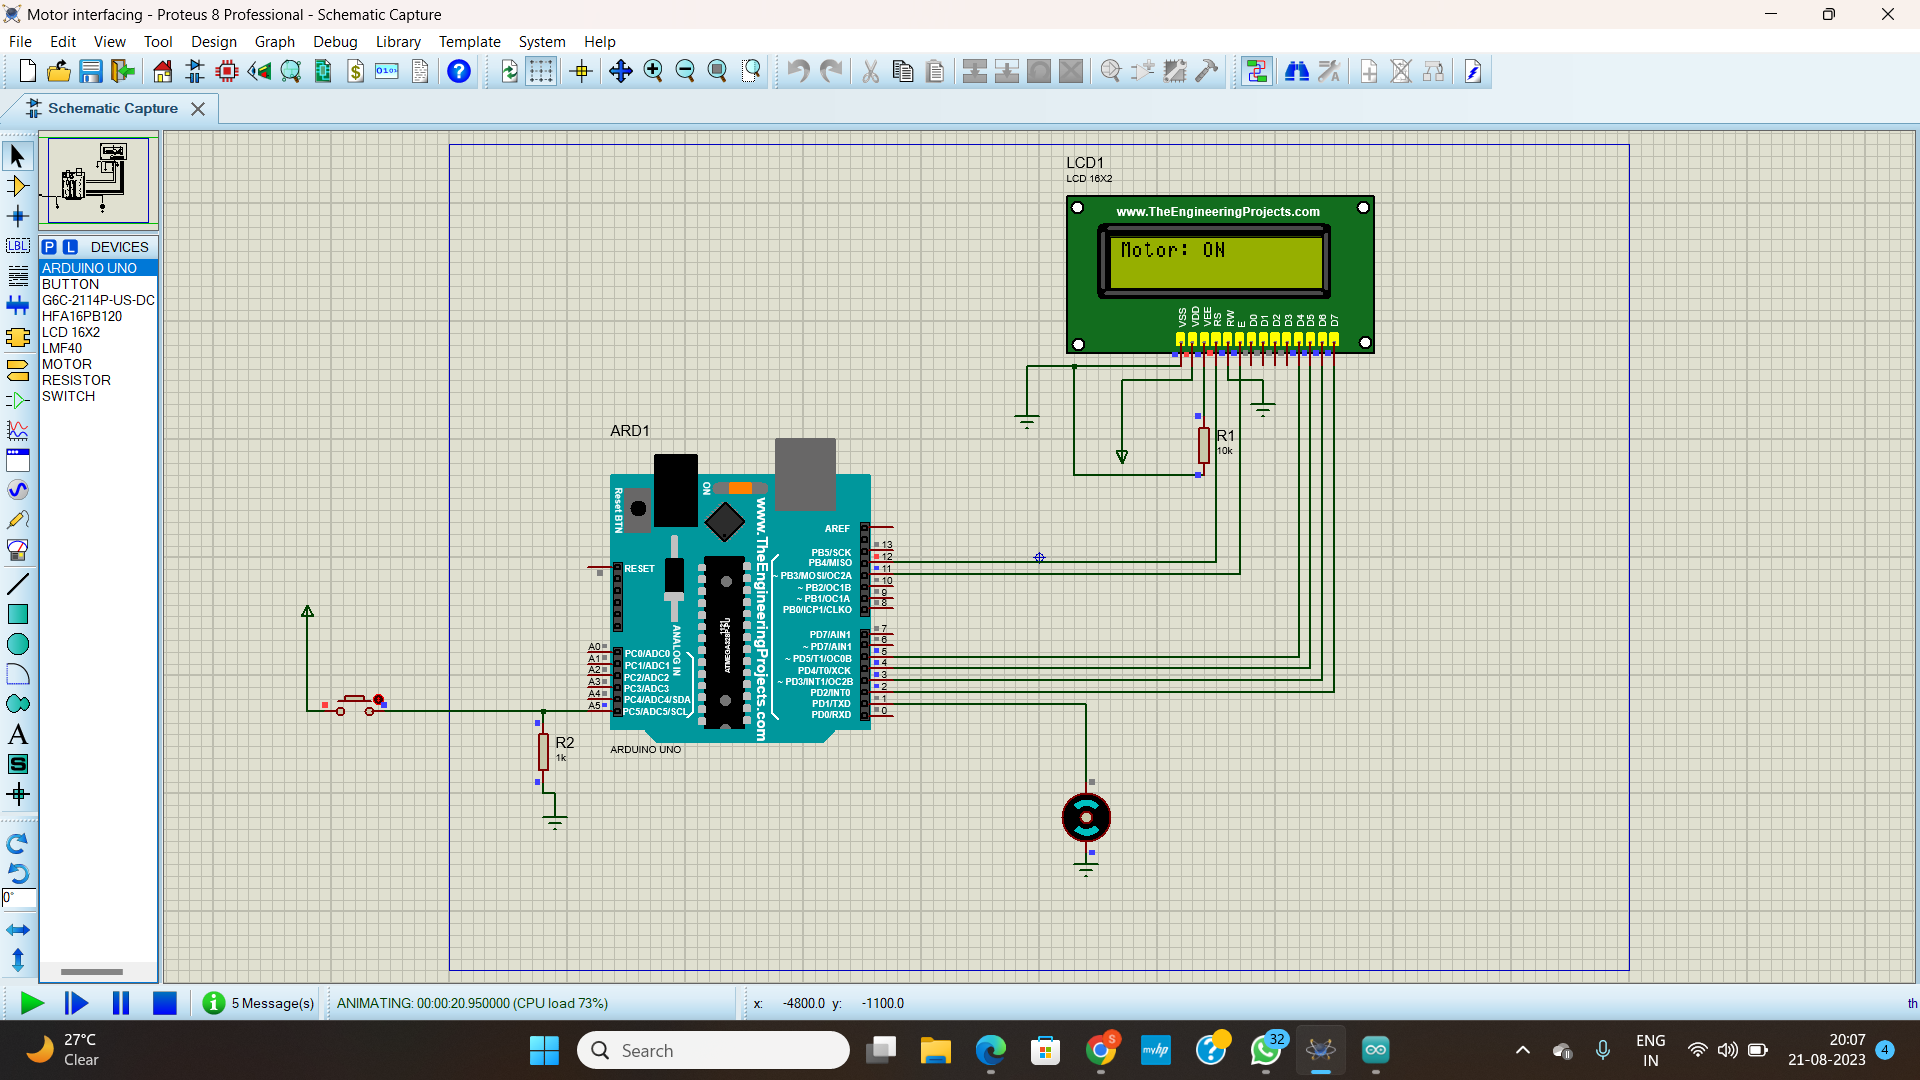 Motor interfacing - Proteus 8 Professional - Schematic Capture
File Edit View Tool Design Graph Debug Library Template System Help
Schematic Capture
P L DEVICES
ARDUINO UNO
BUTTON
G6C-2114P-US-DC
HFA16PB120
LCD 16X2
LMF40
MOTOR
RESISTOR
SWITCH
LBL
A
S
0°
LCD1
LCD 16X2
www.TheEngineeringProjects.com
Motor: ON
VSS VDD VEE RS RW E D0 D1 D2 D3 D4 D5 D6 D7
R1
10k
ARD1
Reset BTN
ON
www.TheEngineeringProjects.com
RESET
ANALOG IN
A0 PC0/ADC0
A1 PC1/ADC1
A2 PC2/ADC2
A3 PC3/ADC3
A4 PC4/ADC4/SDA
A5 PC5/ADC5/SCL
AREF
PB5/SCK 13
PB4/MISO 12
~ PB3/MOSI/OC2A 11
~ PB2/OC1B 10
~ PB1/OC1A 9
PB0/ICP1/CLKO 8
PD7/AIN1 7
~ PD7/AIN1 6
~ PD5/T1/OC0B 5
PD4/T0/XCK 4
~ PD3/INT1/OC2B 3
PD2/INT0 2
PD1/TXD 1
PD0/RXD 0
ARDUINO UNO
R2
1k
5 Message(s)
ANIMATING: 00:00:20.950000 (CPU load 73%)
x: -4800.0 y: -1100.0
th
27°C
Clear
Search
S
myhp
32
ENG
IN
20:07
21-08-2023
4